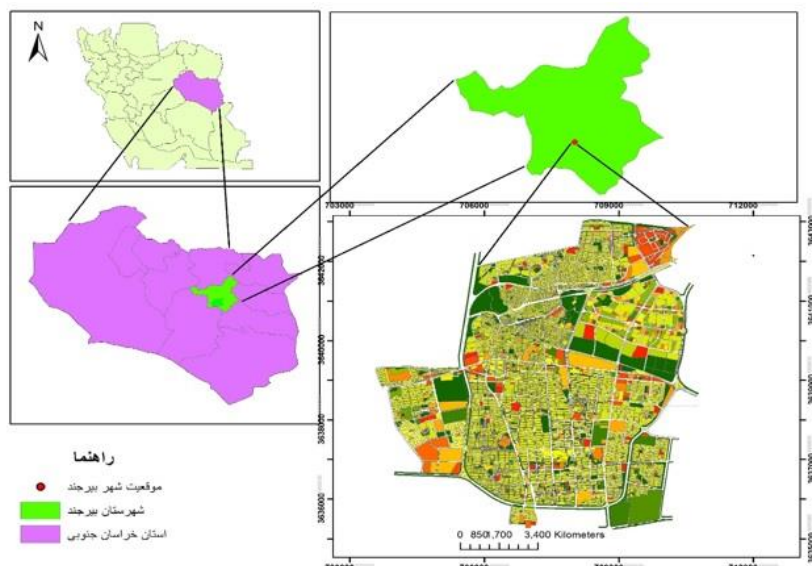 N
703000 706000 709000 712000
3642000
3640000
3638000
3636000
0 850 1,700 3,400 Kilometers
راهنما
موقعیت شهر بیرجند
شهرستان بیرجند
استان خراسان جنوبی